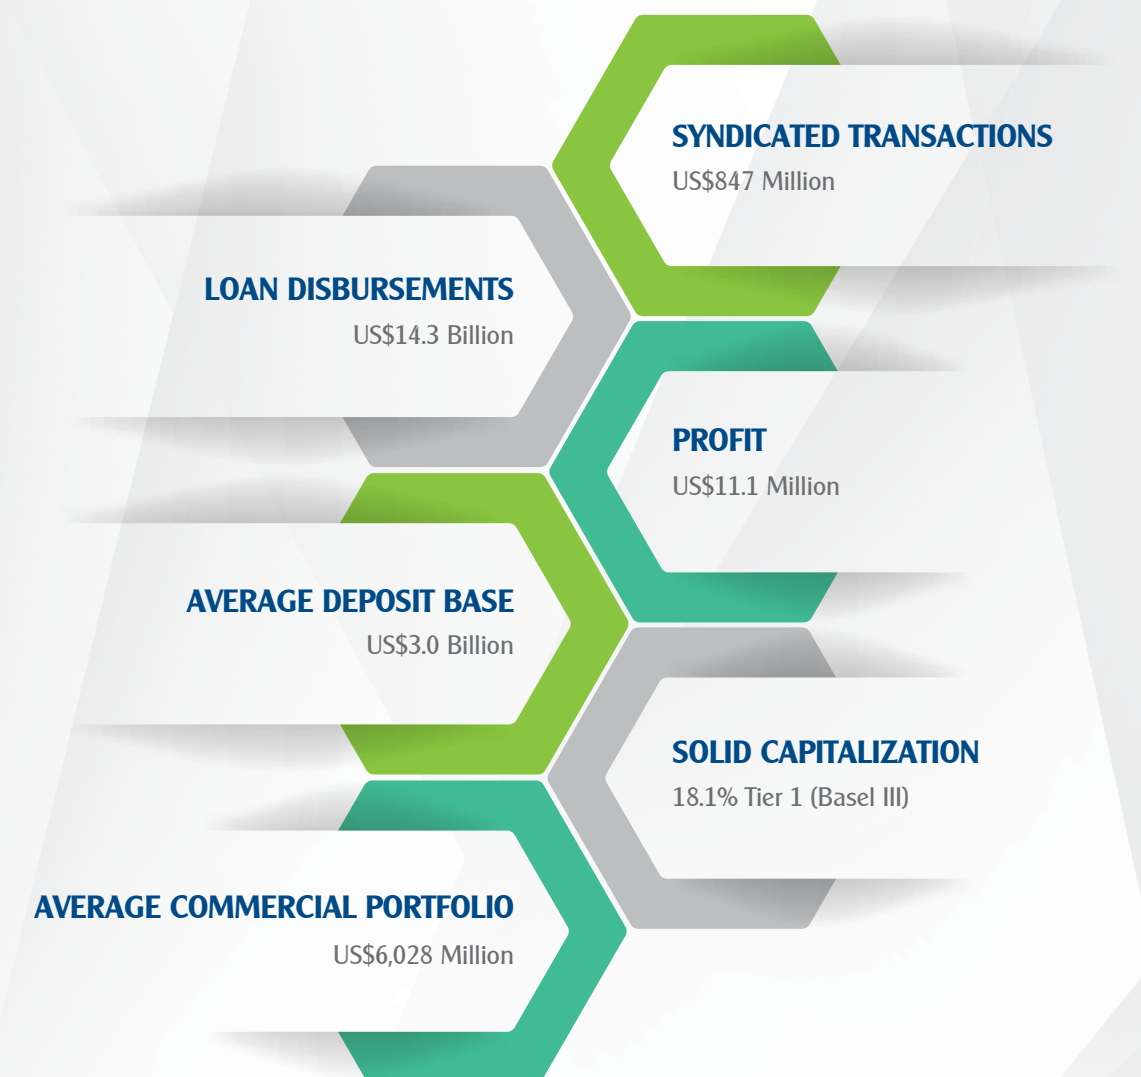 SYNDICATED TRANSACTIONS
US$847 Million
LOAN DISBURSEMENTS
US$14.3 Billion
PROFIT
US$11.1 Million
AVERAGE DEPOSIT BASE
US$3.0 Billion
SOLID CAPITALIZATION
18.1% Tier 1 (Basel III)
AVERAGE COMMERCIAL PORTFOLIO
US$6,028 Million